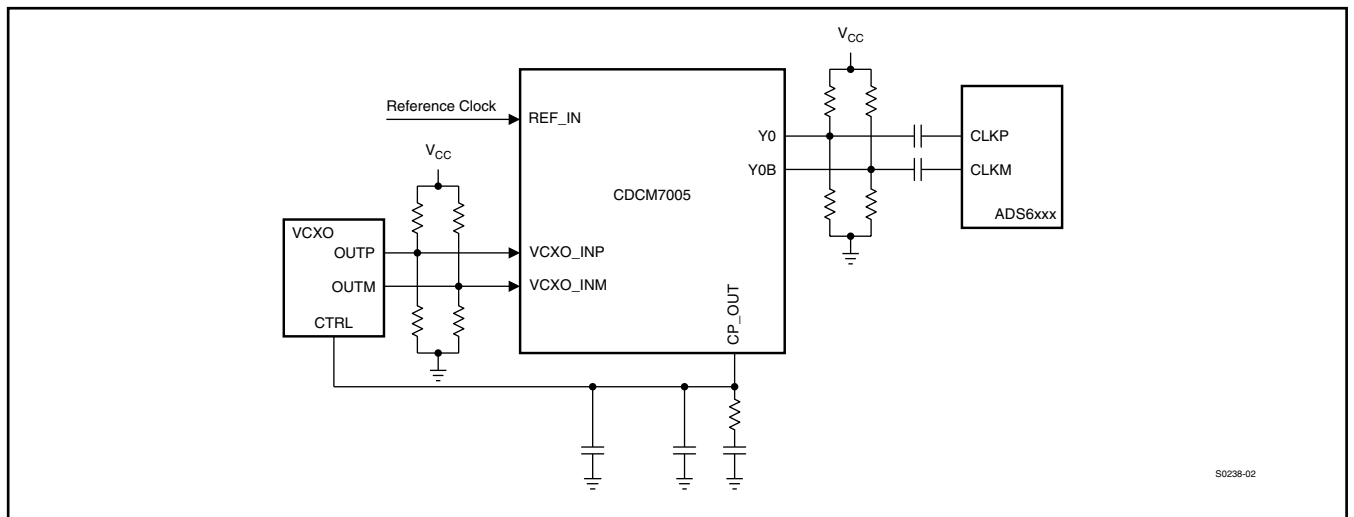 V_CC
Reference Clock
REF_IN
Y0
CLKP
Y0B
CLKM
CDCM7005
ADS6xxx
V_CC
VCXO
OUTP
VCXO_INP
OUTM
VCXO_INM
CTRL
CP_OUT
S0238-02